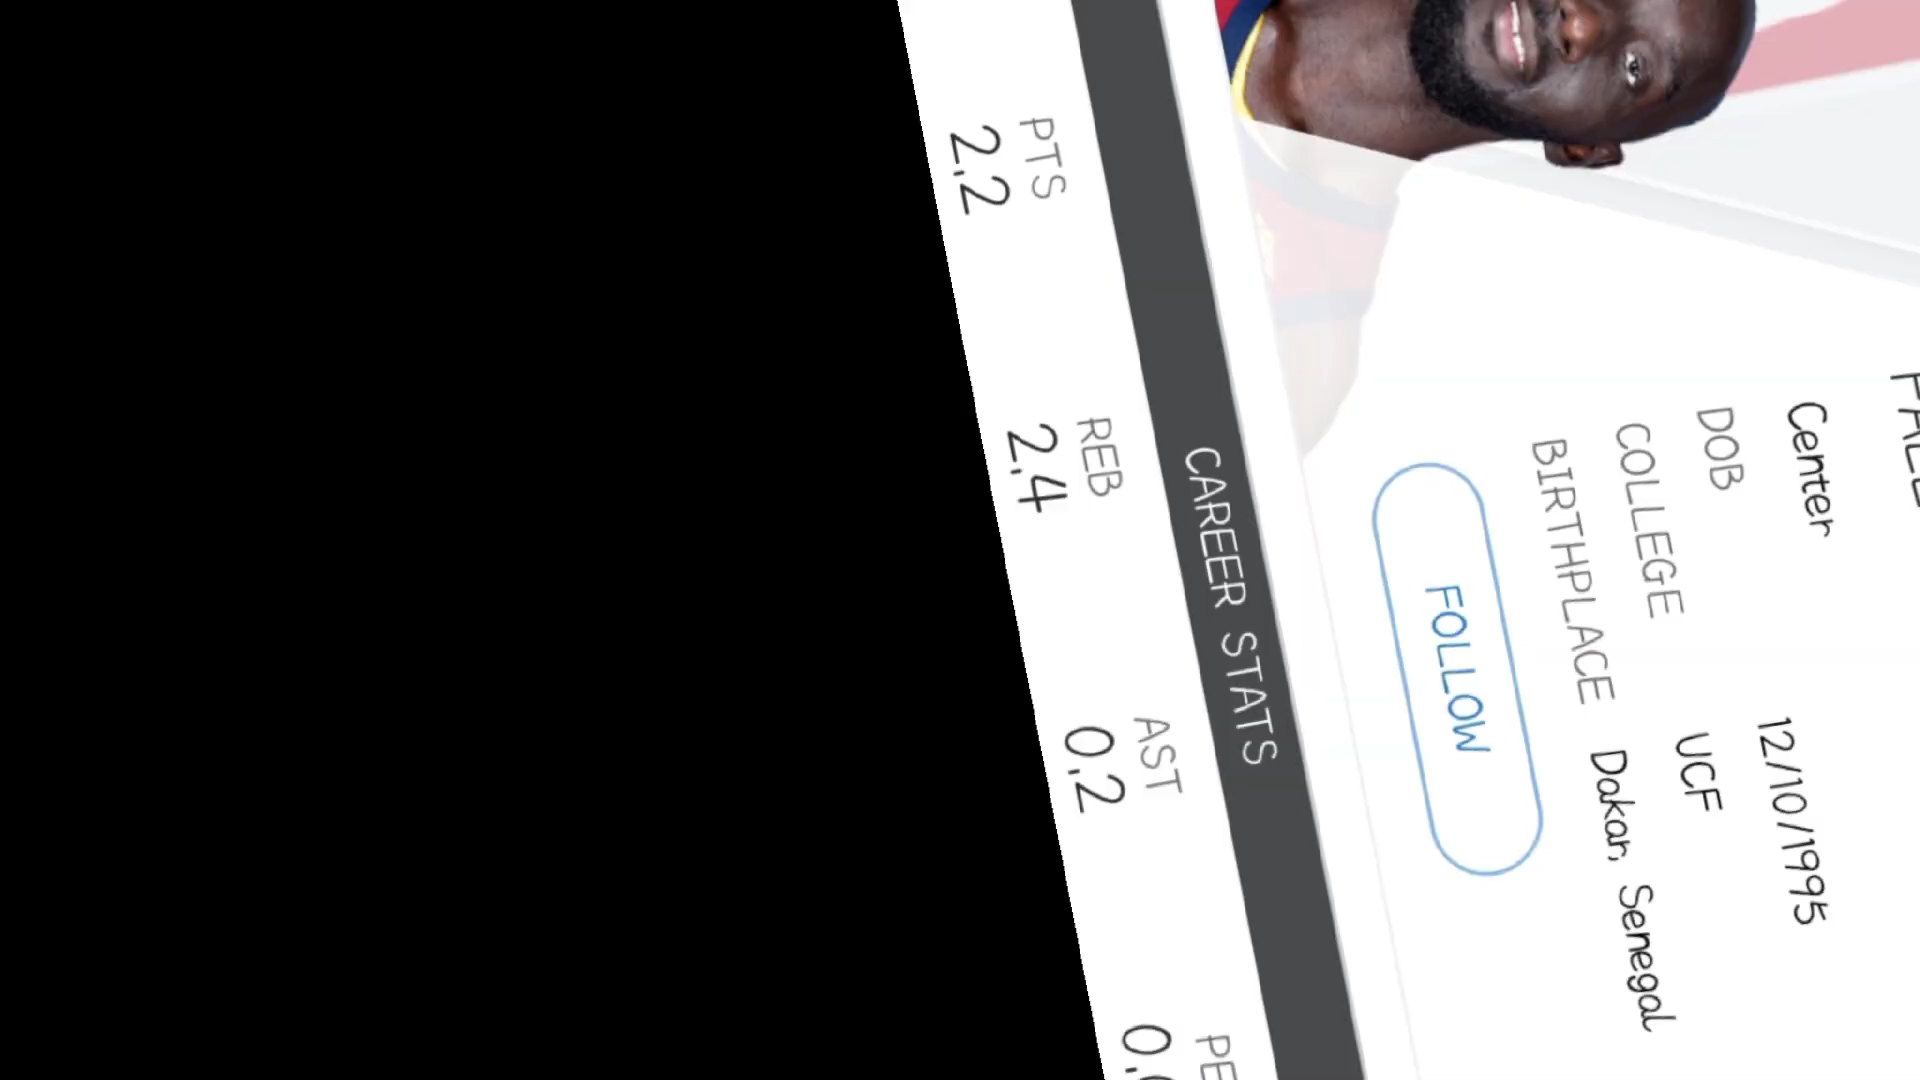 Center
DOB 12/10/1995
COLLEGE UCF
BIRTHPLACE Dakar, Senegal
FOLLOW
CAREER STATS
PTS REB AST
2.2 2.4 0.2